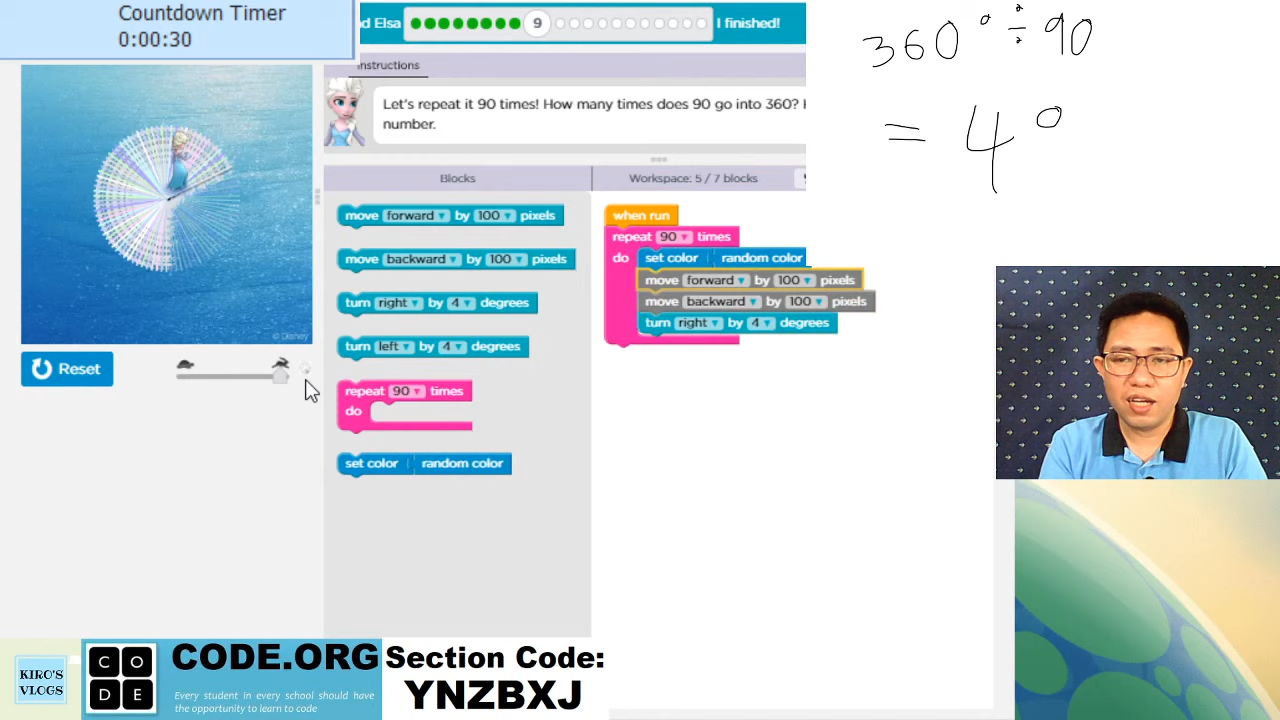 Countdown Timer
0:00:30
d Elsa
9
I finished!
Instructions
Let's repeat it 90 times! How many times does 90 go into 360?
number.
Blocks
Workspace: 5 / 7 blocks
move forward by 100 pixels
move backward by 100 pixels
turn right by 4 degrees
turn left by 4 degrees
repeat 90 times
do
set color random color
when run
repeat 90 times
do
set color random color
move forward by 100 pixels
move backward by 100 pixels
turn right by 4 degrees
© Disney
Reset
360° ÷ 90
= 4°
KIRO'S
VLOGS
C O
D E
CODE.ORG
Every student in every school should have
the opportunity to learn to code
Section Code:
YNZBXJ